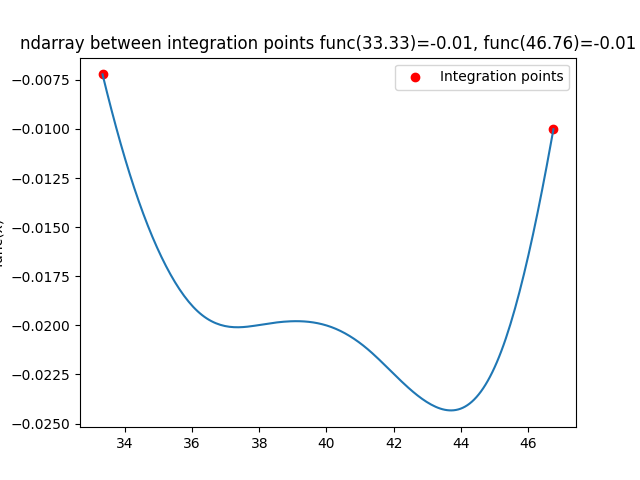 ndarray between integration points func(33.33)=-0.01, func(46.76)=-0.01
Integration points
−0.0075
−0.0100
−0.0125
−0.0150
−0.0175
−0.0200
−0.0225
−0.0250
34 36 38 40 42 44 46